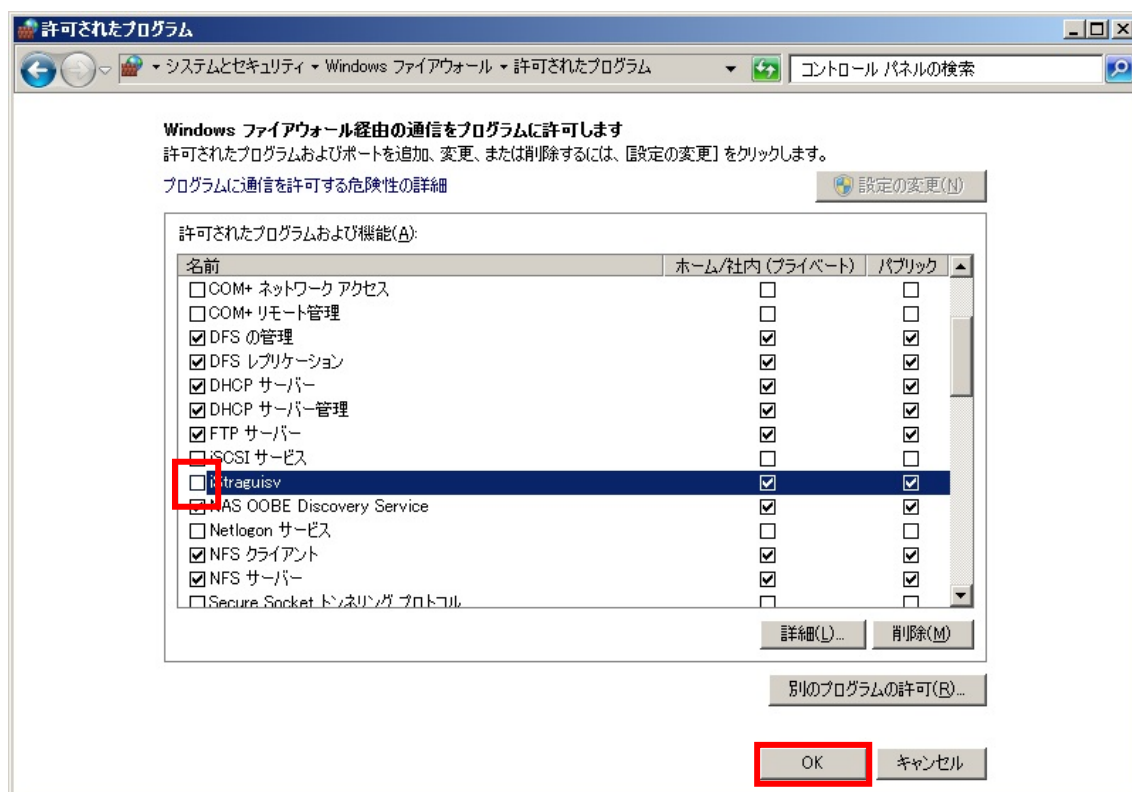 許可されたプログラム
▾ システムとセキュリティ ▾ Windows ファイアウォール ▾ 許可されたプログラム
コントロール パネルの検索
Windows ファイアウォール経由の通信をプログラムに許可します
許可されたプログラムおよびポートを追加、変更、または削除するには、[設定の変更] をクリックします。
プログラムに通信を許可する危険性の詳細
設定の変更(N)
許可されたプログラムおよび機能(A):
名前 ホーム/社内 (プライベート) パブリック
COM+ ネットワーク アクセス
COM+ リモート管理
DFS の管理
DFS レプリケーション
DHCP サーバー
DHCP サーバー管理
FTP サーバー
iSCSI サービス
iStraguisv
NAS OOBE Discovery Service
Netlogon サービス
NFS クライアント
NFS サーバー
Secure Socket トンネリング プロトコル
詳細(L)... 削除(M)
別のプログラムの許可(R)...
OK キャンセル